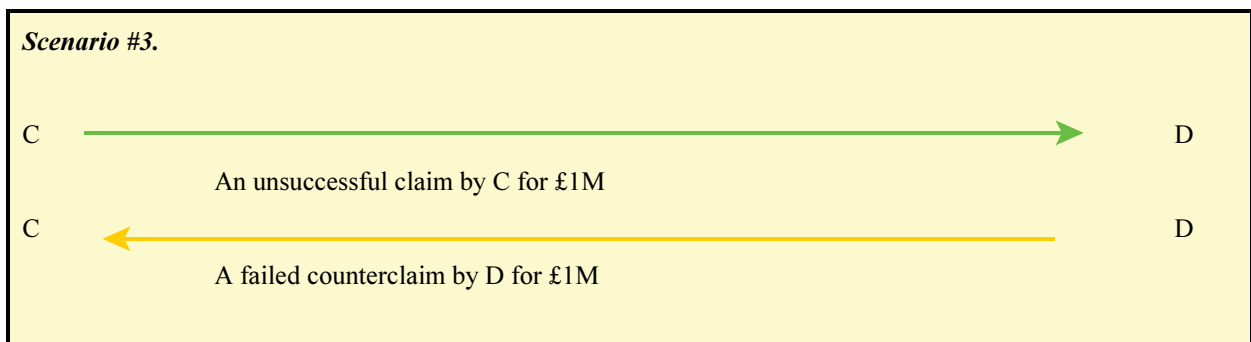 Scenario #3.
C D
An unsuccessful claim by C for £1M
C D
A failed counterclaim by D for £1M